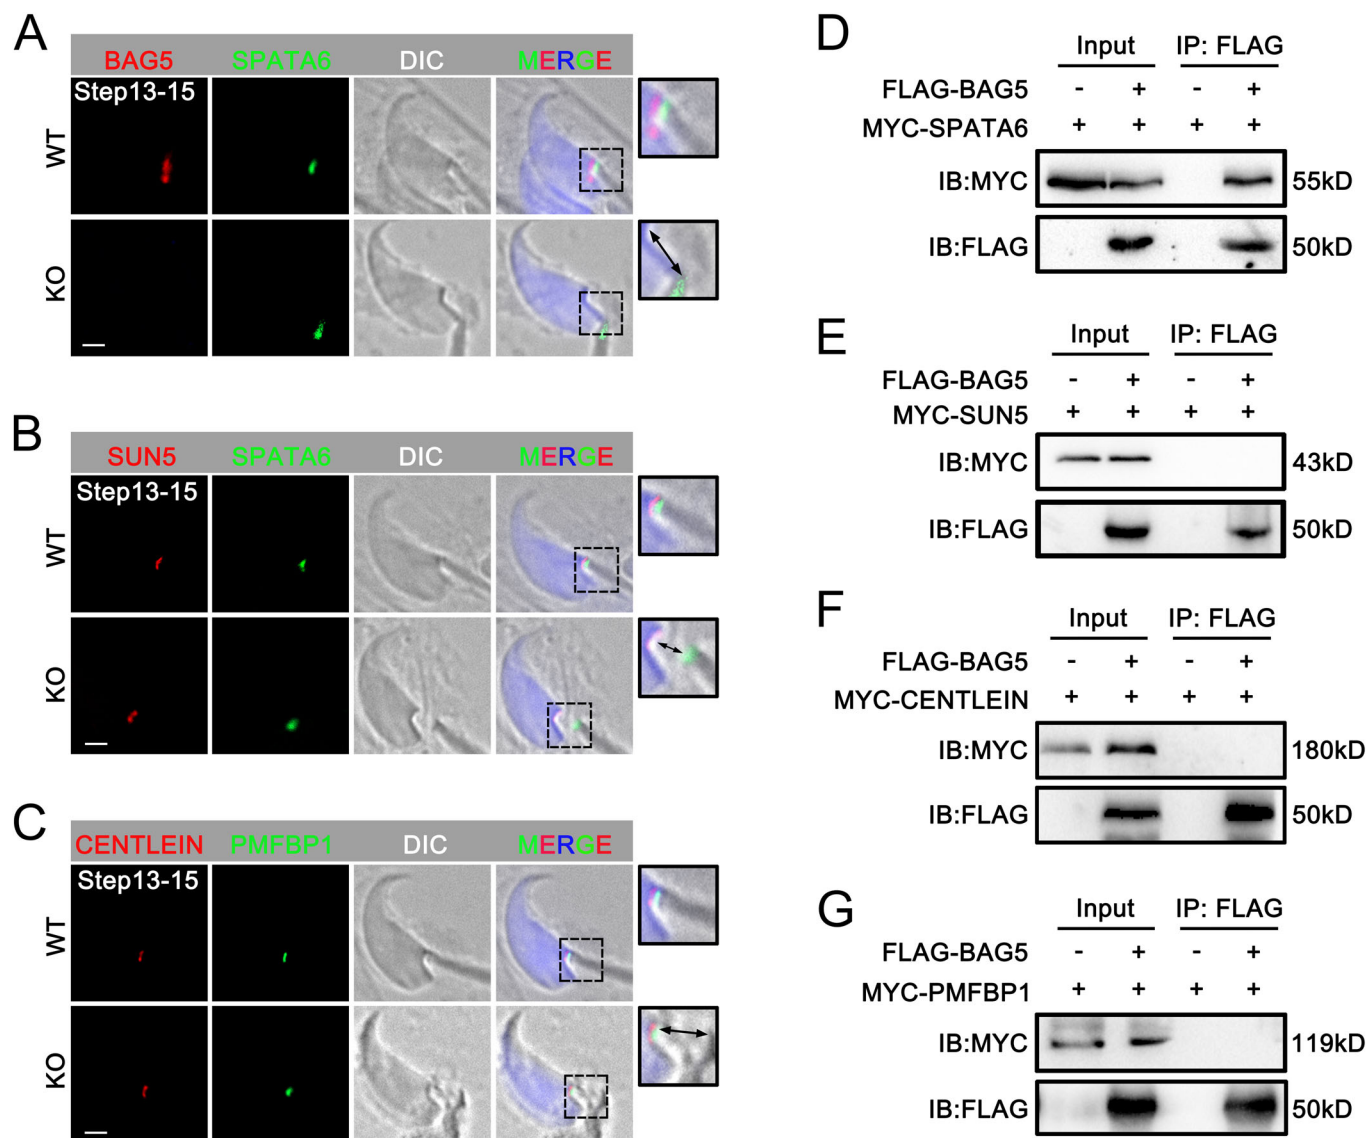 A
BAG5 SPATA6 DIC MERGE
Step13-15
WT
KO
B
SUN5 SPATA6 DIC MERGE
Step13-15
WT
KO
C
CENTLEIN PMFBP1 DIC MERGE
Step13-15
WT
KO
D
Input IP: FLAG
FLAG-BAG5 - + - +
MYC-SPATA6 + + + +
IB:MYC 55kD
IB:FLAG 50kD
E
Input IP: FLAG
FLAG-BAG5 - + - +
MYC-SUN5 + + + +
IB:MYC 43kD
IB:FLAG 50kD
F
Input IP: FLAG
FLAG-BAG5 - + - +
MYC-CENTLEIN + + + +
IB:MYC 180kD
IB:FLAG 50kD
G
Input IP: FLAG
FLAG-BAG5 - + - +
MYC-PMFBP1 + + + +
IB:MYC 119kD
IB:FLAG 50kD